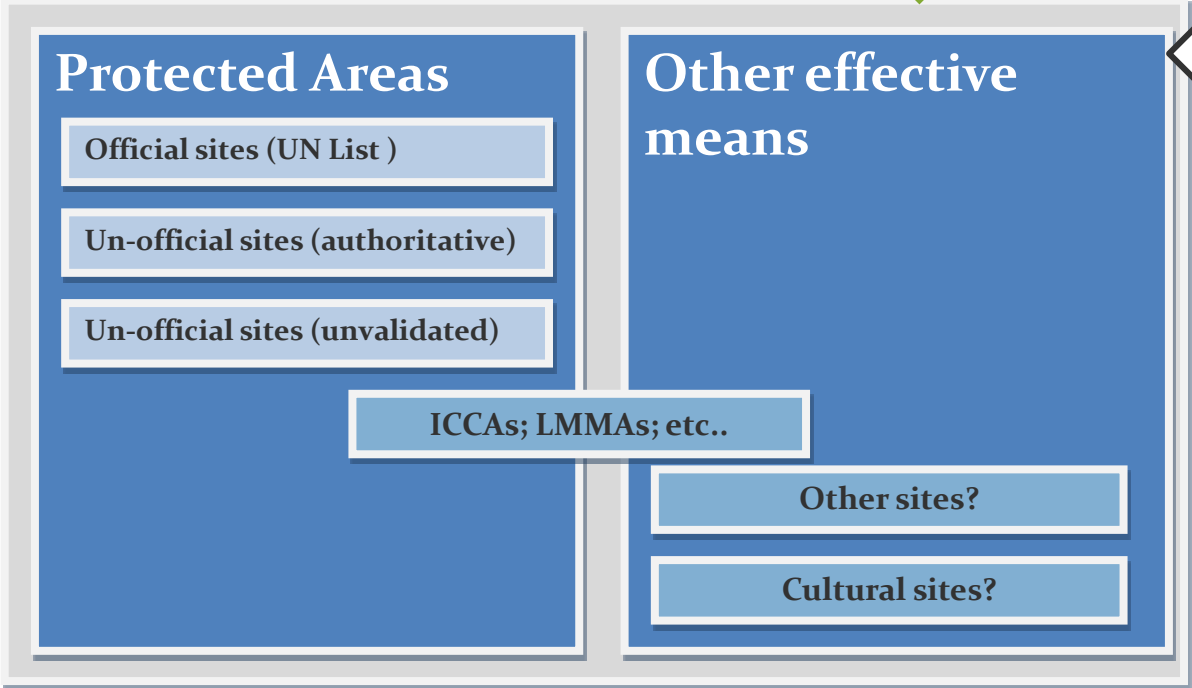 Protected Areas
Official sites (UN List )
Un-official sites (authoritative)
Un-official sites (unvalidated)
ICCAs; LMMAs; etc..
Other effective
means
Other sites?
Cultural sites?